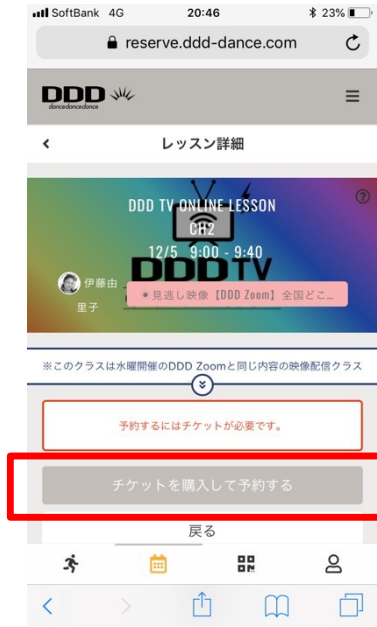 SoftBank 4G 20:46 23%
reserve.ddd-dance.com
DDD
dancedancedance
レッスン詳細
DDD TV ONLINE LESSON
CH2
12/5 9:00 - 9:40
DDDTV
伊藤由
里子
☀見逃し映像【DDD Zoom】全国どこ…
※このクラスは水曜開催のDDD Zoomと同じ内容の映像配信クラス
予約するにはチケットが必要です。
チケットを購入して予約する
戻る